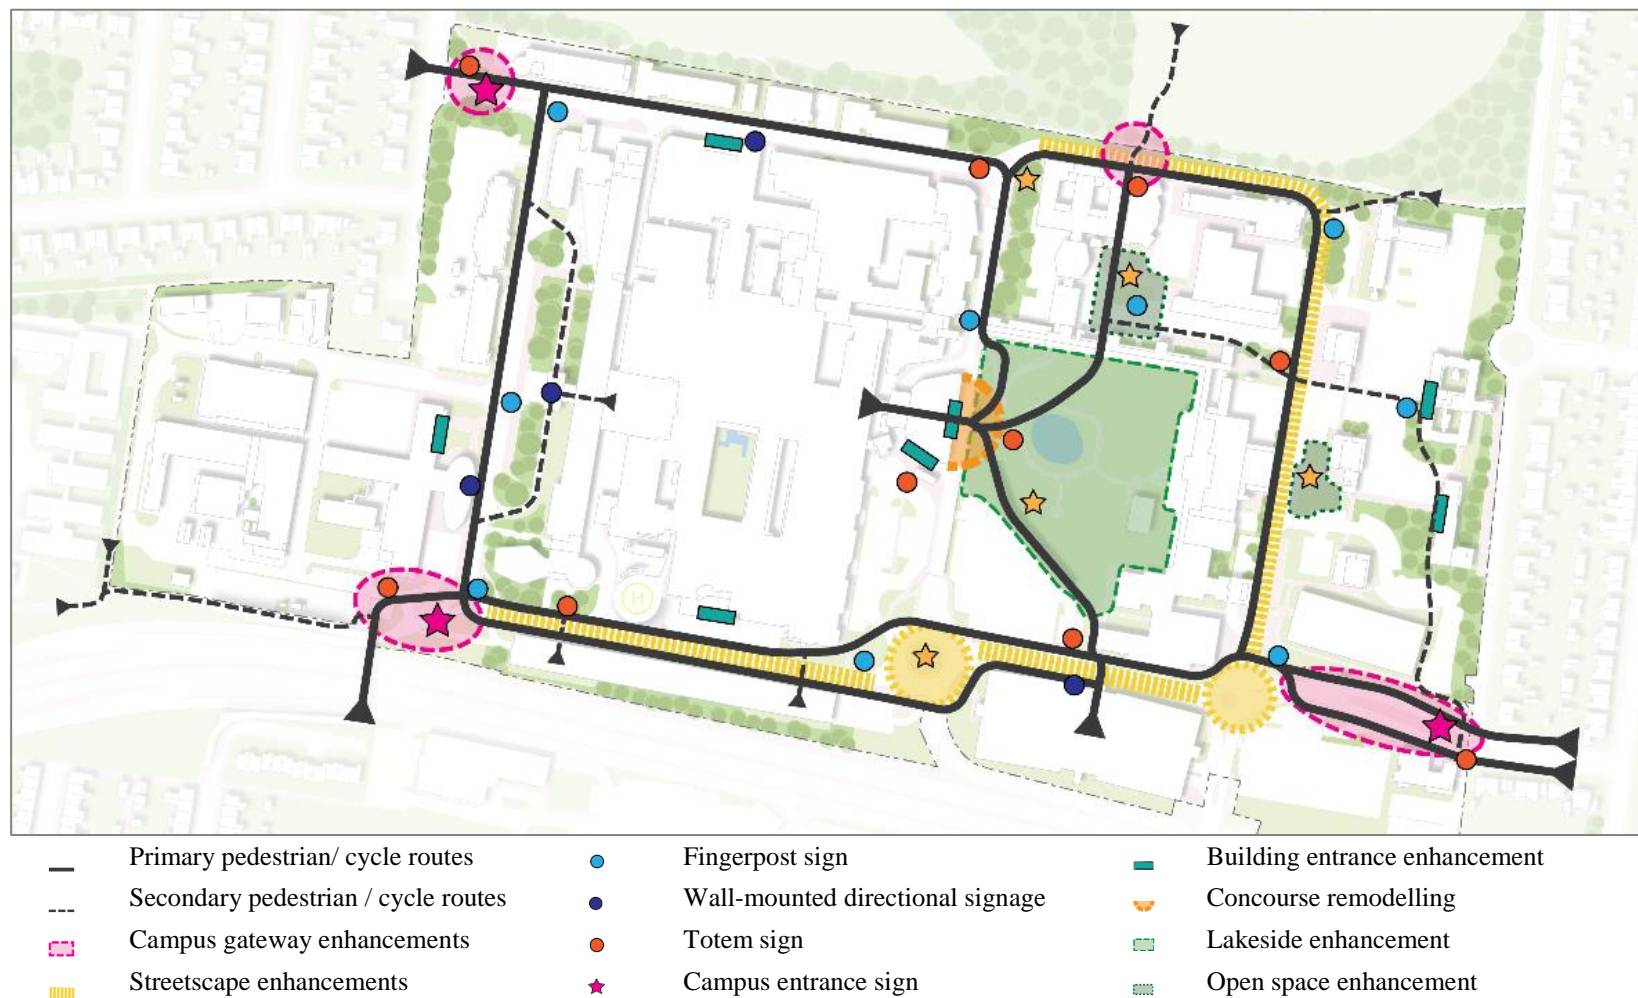 H
Primary pedestrian/ cycle routes
Fingerpost sign
Building entrance enhancement
Secondary pedestrian / cycle routes
Wall-mounted directional signage
Concourse remodelling
Campus gateway enhancements
Totem sign
Lakeside enhancement
Streetscape enhancements
Campus entrance sign
Open space enhancement